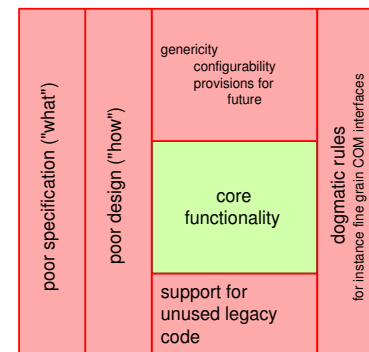 poor specification ("what")
poor design ("how")
genericity
configurability
provisions for
future
core
functionality
support for
unused legacy
code
dogmatic rules
for instance fine grain COM interfaces